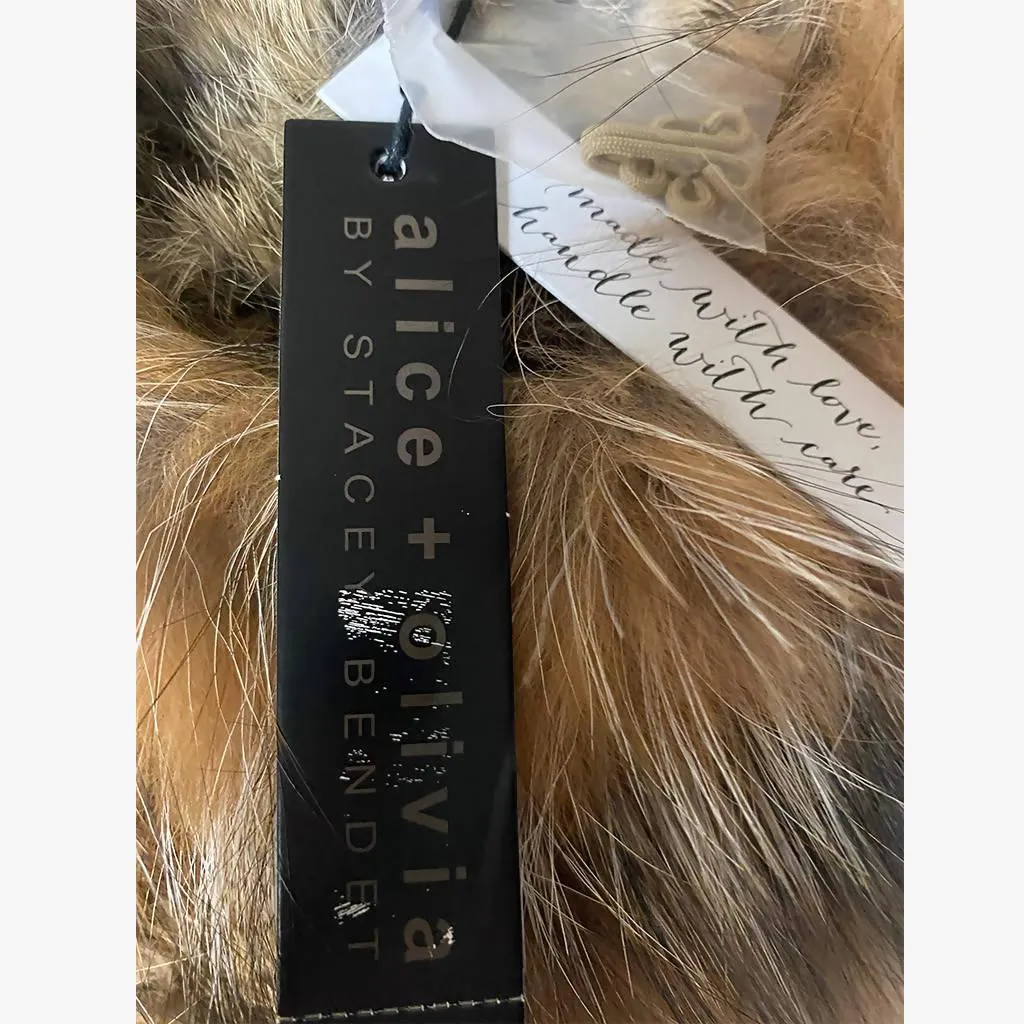 alice + olivia
BY STACEY BENDET
made with love,
handle with care.